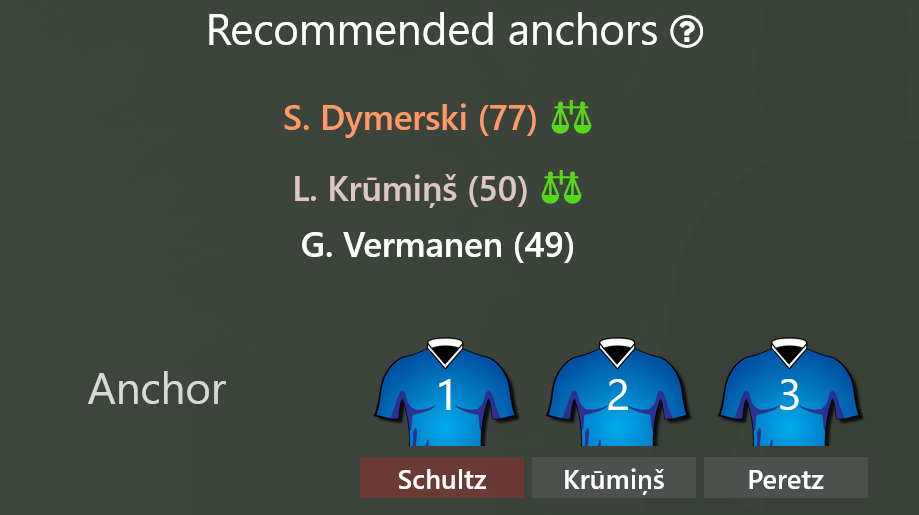 Recommended anchors ?
S. Dymerski (77)
L. Krūmiņš (50)
G. Vermanen (49)
Anchor
1 2 3
Schultz Krūmiņš Peretz